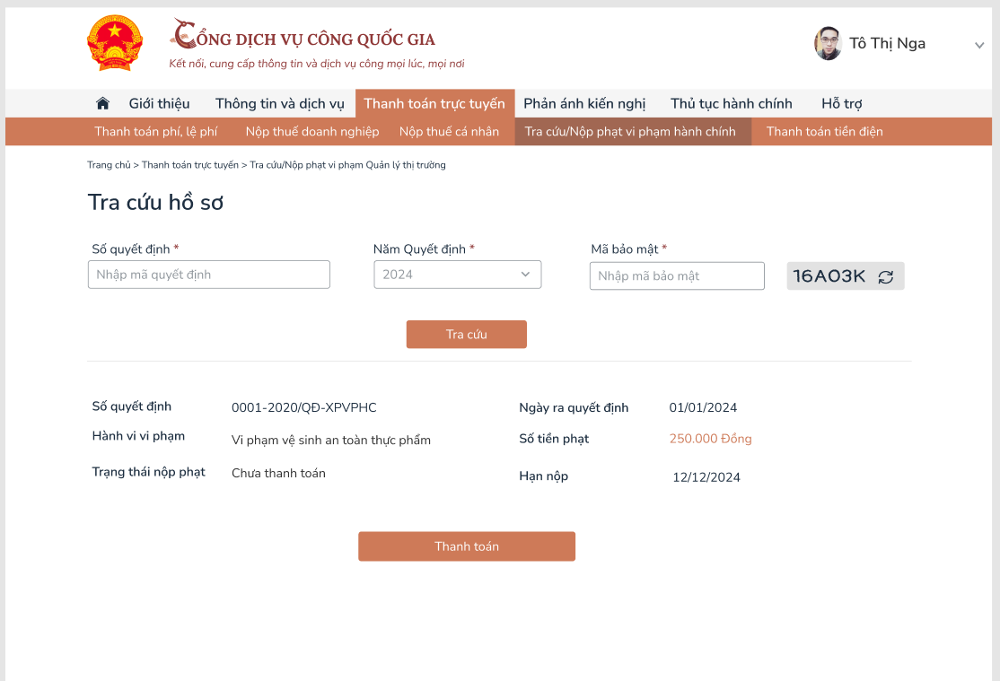 CỔNG DỊCH VỤ CÔNG QUỐC GIA
Kết nối, cung cấp thông tin và dịch vụ công mọi lúc, mọi nơi
Tô Thị Nga
Giới thiệu Thông tin và dịch vụ Thanh toán trực tuyến Phản ánh kiến nghị Thủ tục hành chính Hỗ trợ
Thanh toán phí, lệ phí Nộp thuế doanh nghiệp Nộp thuế cá nhân Tra cứu/Nộp phạt vi phạm hành chính Thanh toán tiền điện
Trang chủ > Thanh toán trực tuyến > Tra cứu/Nộp phạt vi phạm Quản lý thị trường
Tra cứu hồ sơ
Số quyết định * Năm Quyết định * Mã bảo mật *
Nhập mã quyết định 2024 Nhập mã bảo mật 16A03K
Tra cứu
Số quyết định 0001-2020/QĐ-XPVPHC Ngày ra quyết định 01/01/2024
Hành vi vi phạm Vi phạm vệ sinh an toàn thực phẩm Số tiền phạt 250.000 Đồng
Trạng thái nộp phạt Chưa thanh toán Hạn nộp 12/12/2024
Thanh toán